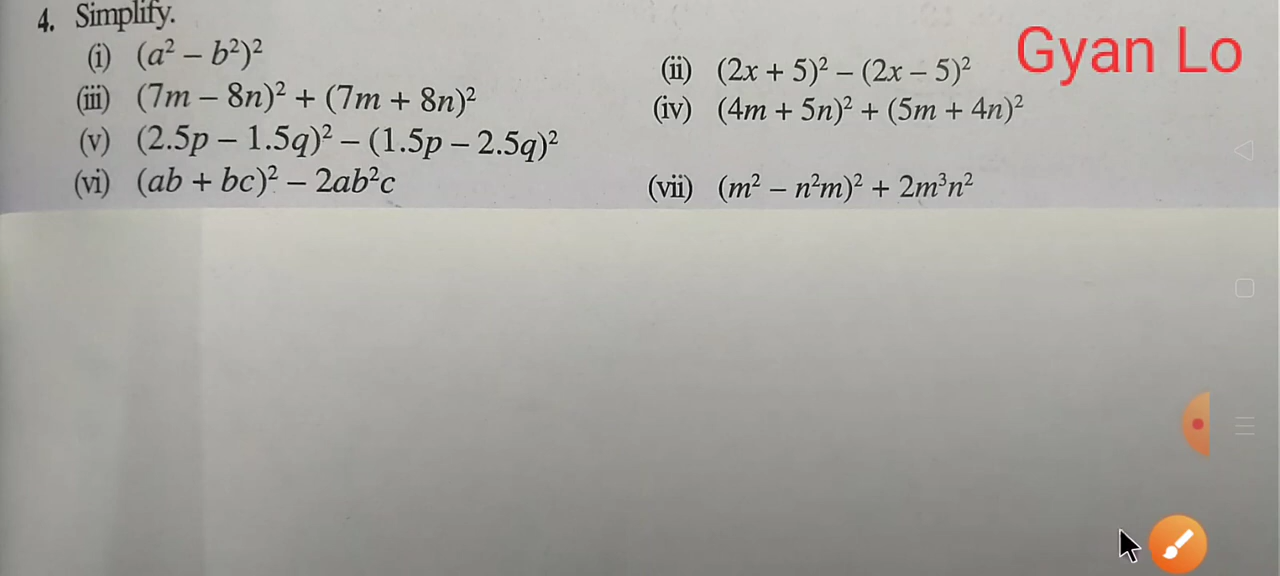 4. Simplify.
(i) (a² – b²)²
(ii) (2x + 5)² – (2x – 5)²
Gyan Lo
(iii) (7m – 8n)² + (7m + 8n)²
(iv) (4m + 5n)² + (5m + 4n)²
(v) (2.5p – 1.5q)² – (1.5p – 2.5q)²
(vi) (ab + bc)² – 2ab²c
(vii) (m² – n²m)² + 2m³n²